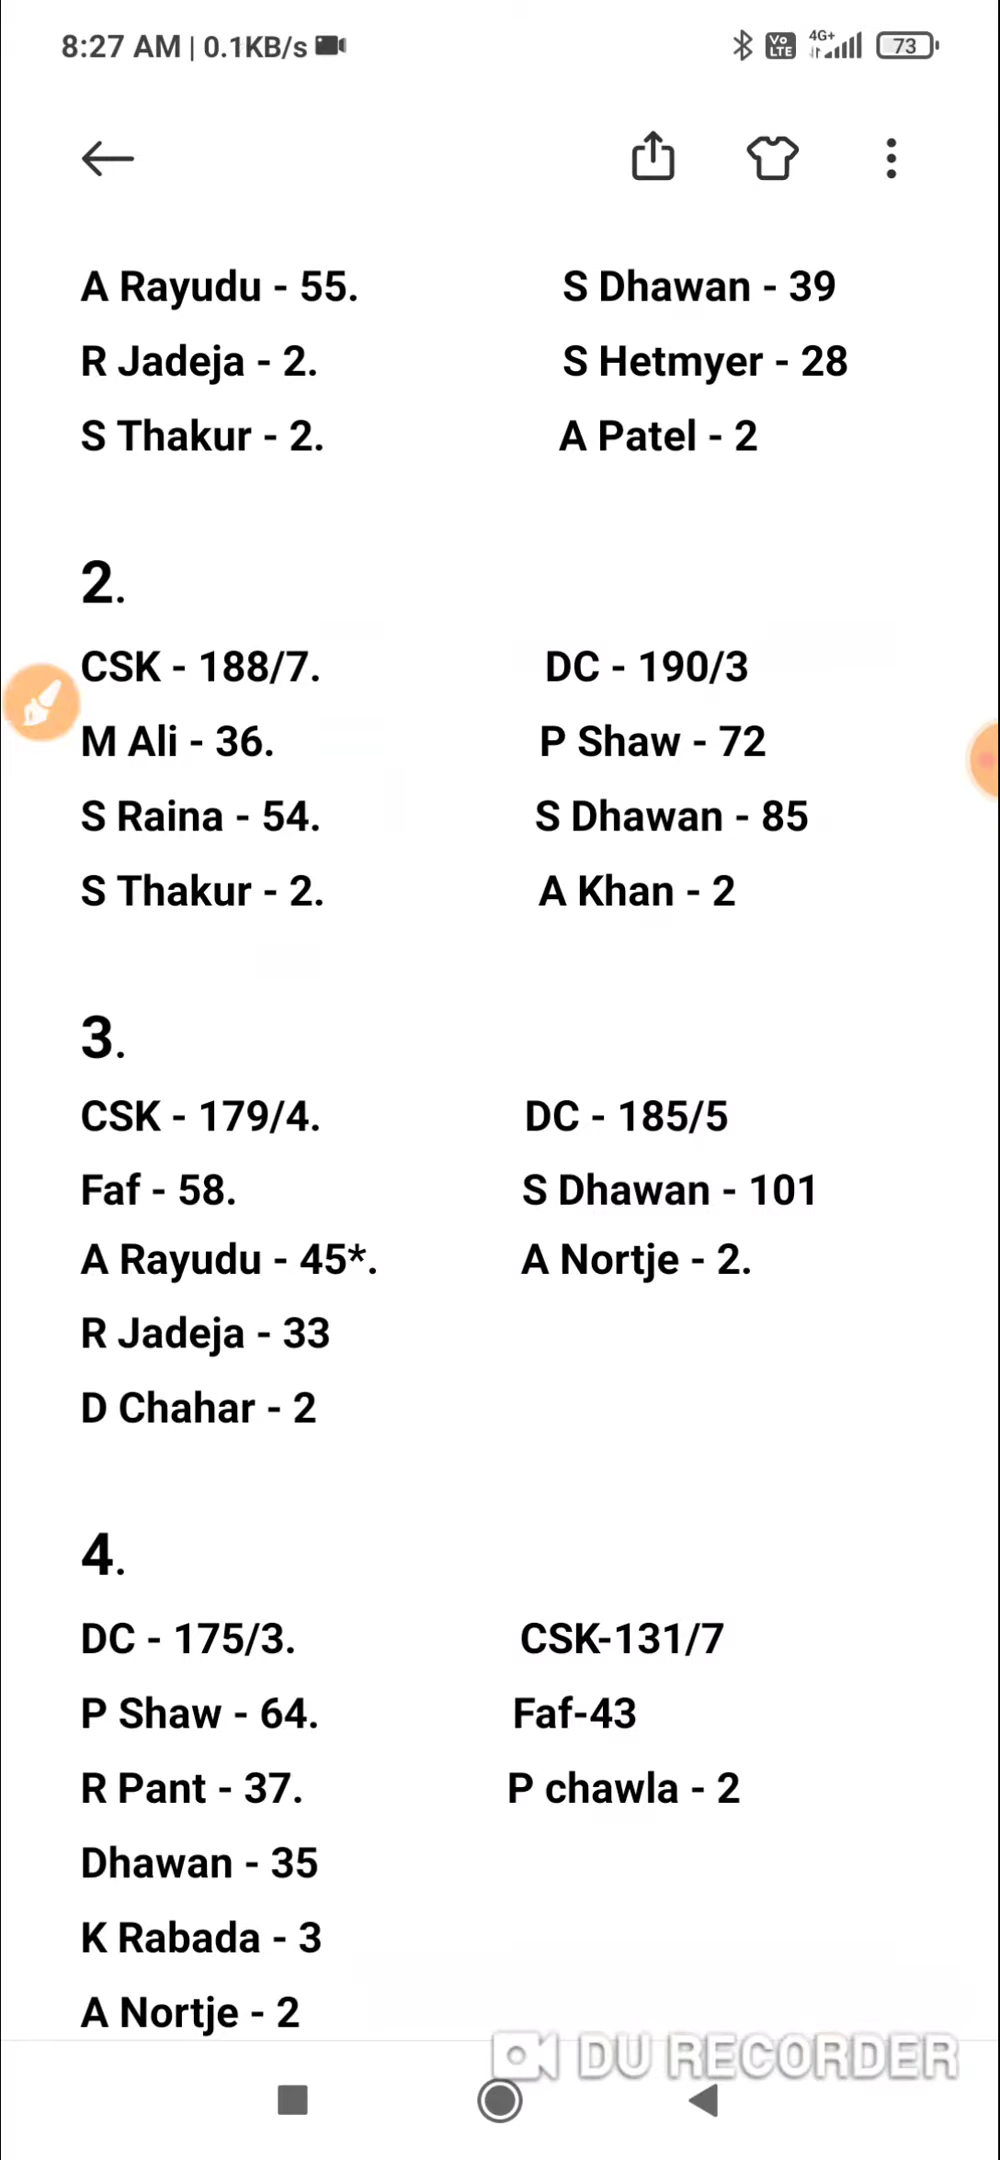 8:27 AM | 0.1KB/s Vo LTE 4G+ 73
A Rayudu - 55. S Dhawan - 39
R Jadeja - 2. S Hetmyer - 28
S Thakur - 2. A Patel - 2
2.
CSK - 188/7. DC - 190/3
M Ali - 36. P Shaw - 72
S Raina - 54. S Dhawan - 85
S Thakur - 2. A Khan - 2
3.
CSK - 179/4. DC - 185/5
Faf - 58. S Dhawan - 101
A Rayudu - 45*. A Nortje - 2.
R Jadeja - 33
D Chahar - 2
4.
DC - 175/3. CSK-131/7
P Shaw - 64. Faf-43
R Pant - 37. P chawla - 2
Dhawan - 35
K Rabada - 3
A Nortje - 2
DU RECORDER